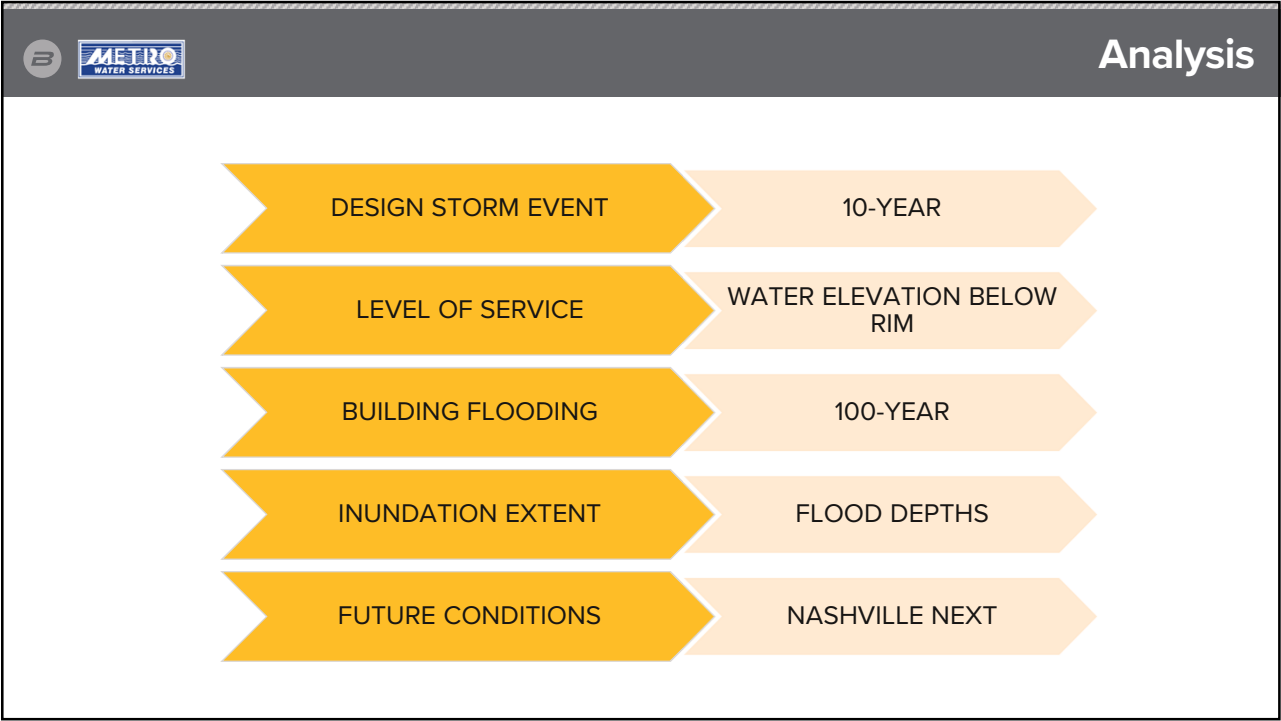 B
METRO
WATER SERVICES
Analysis
DESIGN STORM EVENT
10-YEAR
LEVEL OF SERVICE
WATER ELEVATION BELOW
RIM
BUILDING FLOODING
100-YEAR
INUNDATION EXTENT
FLOOD DEPTHS
FUTURE CONDITIONS
NASHVILLE NEXT